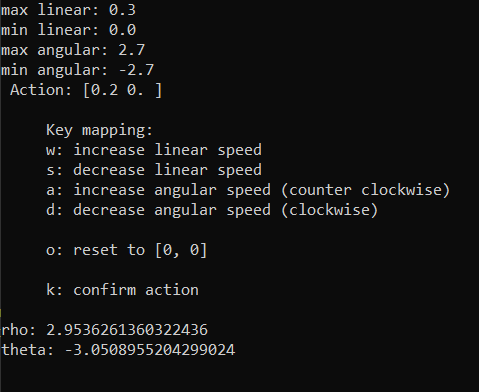 max linear: 0.3
min linear: 0.0
max angular: 2.7
min angular: -2.7
Action: [0.2 0. ]
Key mapping:
w: increase linear speed
s: decrease linear speed
a: increase angular speed (counter clockwise)
d: decrease angular speed (clockwise)
o: reset to [0, 0]
k: confirm action
rho: 2.9536261360322436
theta: -3.0508955204299024